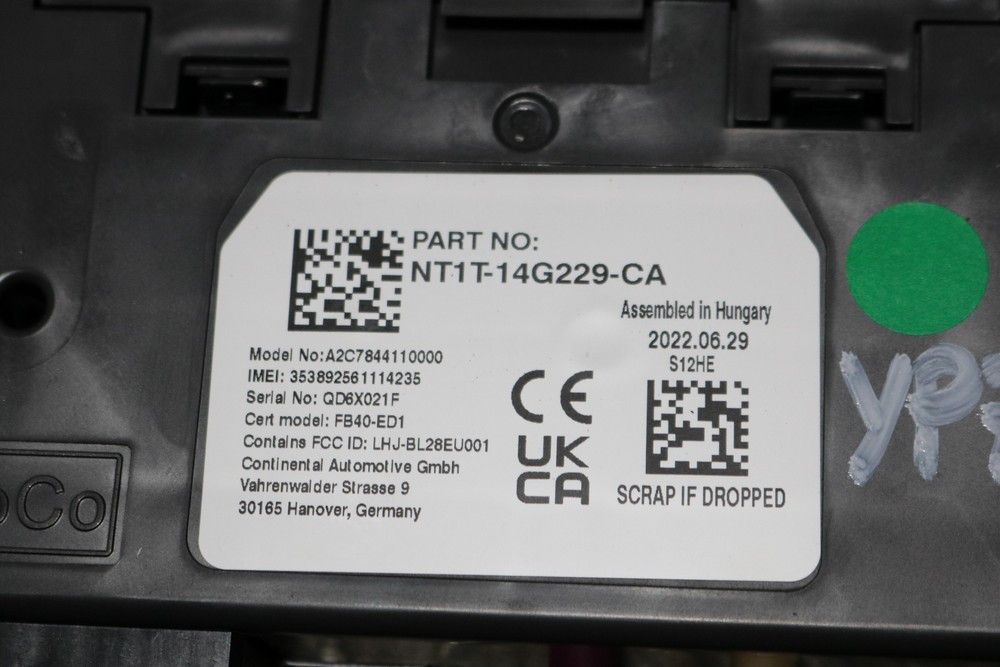 PART NO:
NT1T-14G229-CA
Assembled in Hungary
2022.06.29
S12HE
Model No:A2C7844110000
IMEI: 353892561114235
Serial No: QD6X021F
Cert model: FB40-ED1
Contains FCC ID: LHJ-BL28EU001
Continental Automotive Gmbh
Vahrenwalder Strasse 9
30165 Hanover, Germany
CE
UK
CA
SCRAP IF DROPPED
oCo
YP